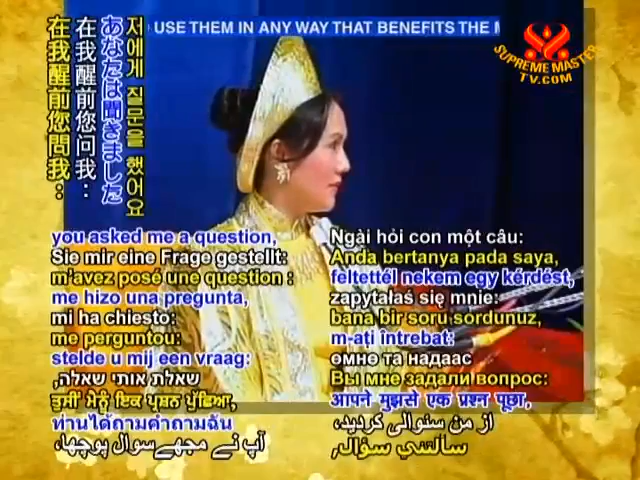 USE THEM IN ANY WAY THAT BENEFITS THE
SUPREME MASTER
TV.COM
在我醒前您問我：
在我醒前您问我：
あなたは聞きました
저에게 질문을 했어요
you asked me a question,
Sie mir eine Frage gestellt:
m'avez posé une question :
me hizo una pregunta,
mi ha chiesto:
me perguntou:
stelde u mij een vraag:
שאלת אותי שאלה,
ਤੁਸੀਂ ਮੈਨੂੰ ਇਕ ਪ੍ਰਸ਼ਨ ਪੁੱਛਿਆ,
ท่านได้ถามคำถามฉัน
آپ نے مجھےسوال پوچھا،
Ngài hỏi con một câu:
Anda bertanya pada saya,
feltettél nekem egy kérdést,
zapytałaś się mnie:
bana bir soru sordunuz,
m-ați întrebat:
өмнө та надаас
Вы мне задали вопрос:
आपने मुझसे एक प्रश्न पूछा,
از من سئوالی کردید،
سألتني سؤال,